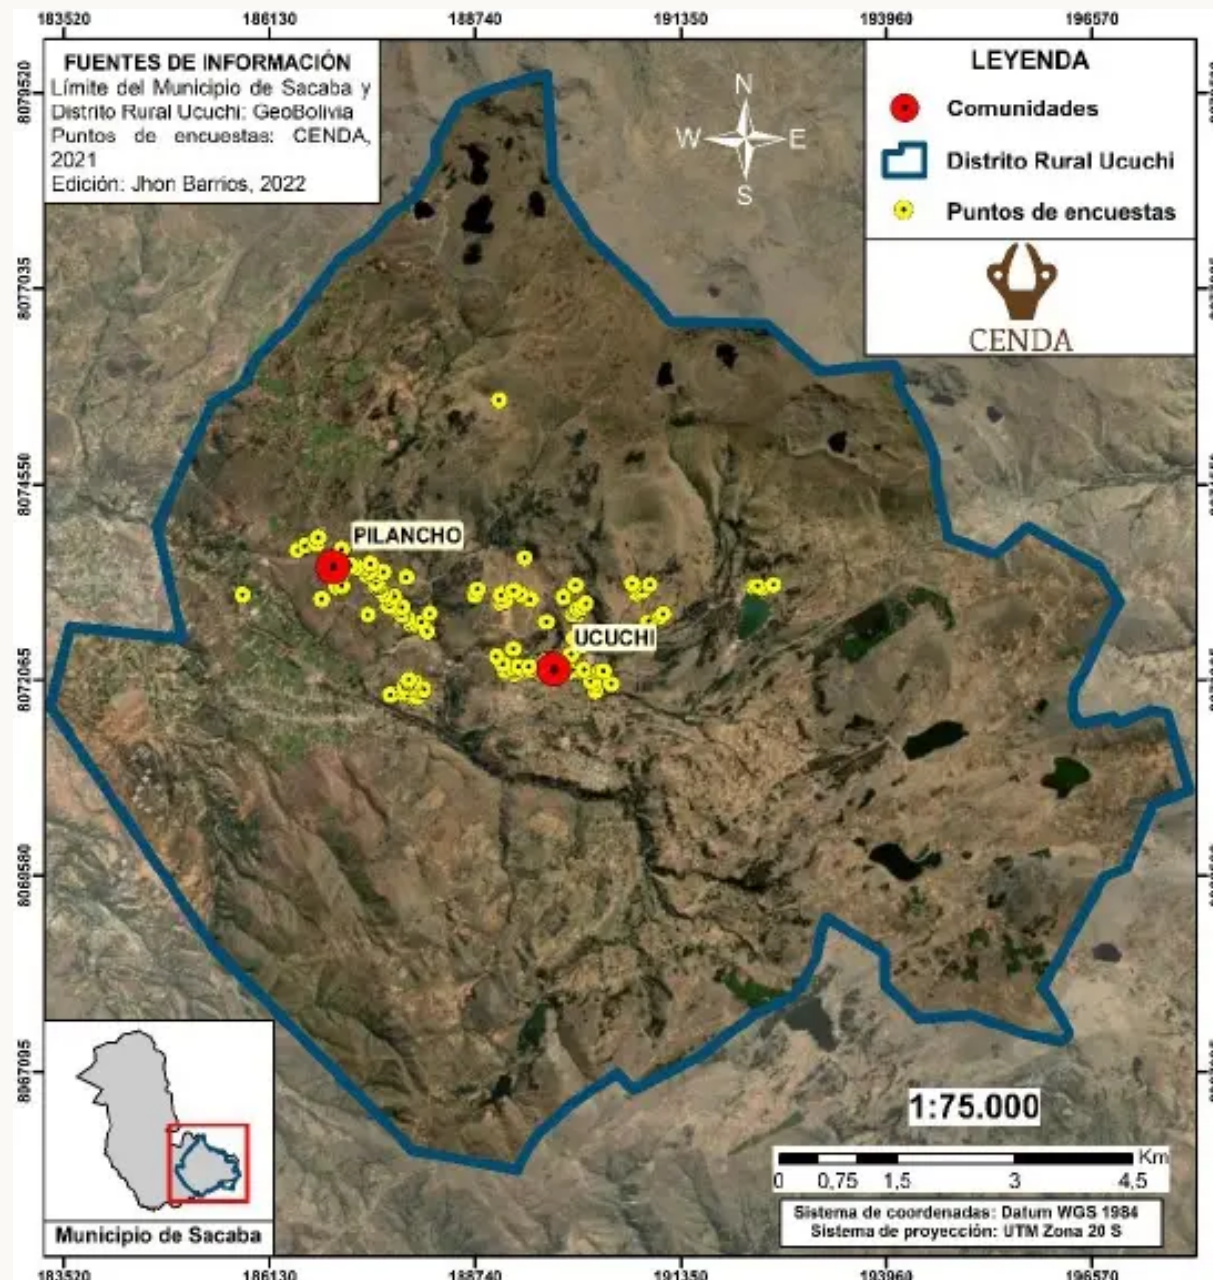 183520 186130 188740 191350 193960 196570
FUENTES DE INFORMACIÓN
Límite del Municipio de Sacaba y
Distrito Rural Ucuchi: GeoBolivia
Puntos de encuestas: CENDA,
2021
Edición: Jhon Barrios, 2022
N
W E
S
LEYENDA
Comunidades
Distrito Rural Ucuchi
Puntos de encuestas
CENDA
8079520
8077035
8074550
8072065
8069580
8067095
PILANCHO
UCUCHI
1:75.000
Km
0 0,75 1,5 3 4,5
Sistema de coordenadas: Datum WGS 1984
Sistema de proyección: UTM Zona 20 S
Municipio de Sacaba
183520 186130 188740 191350 193960 196570